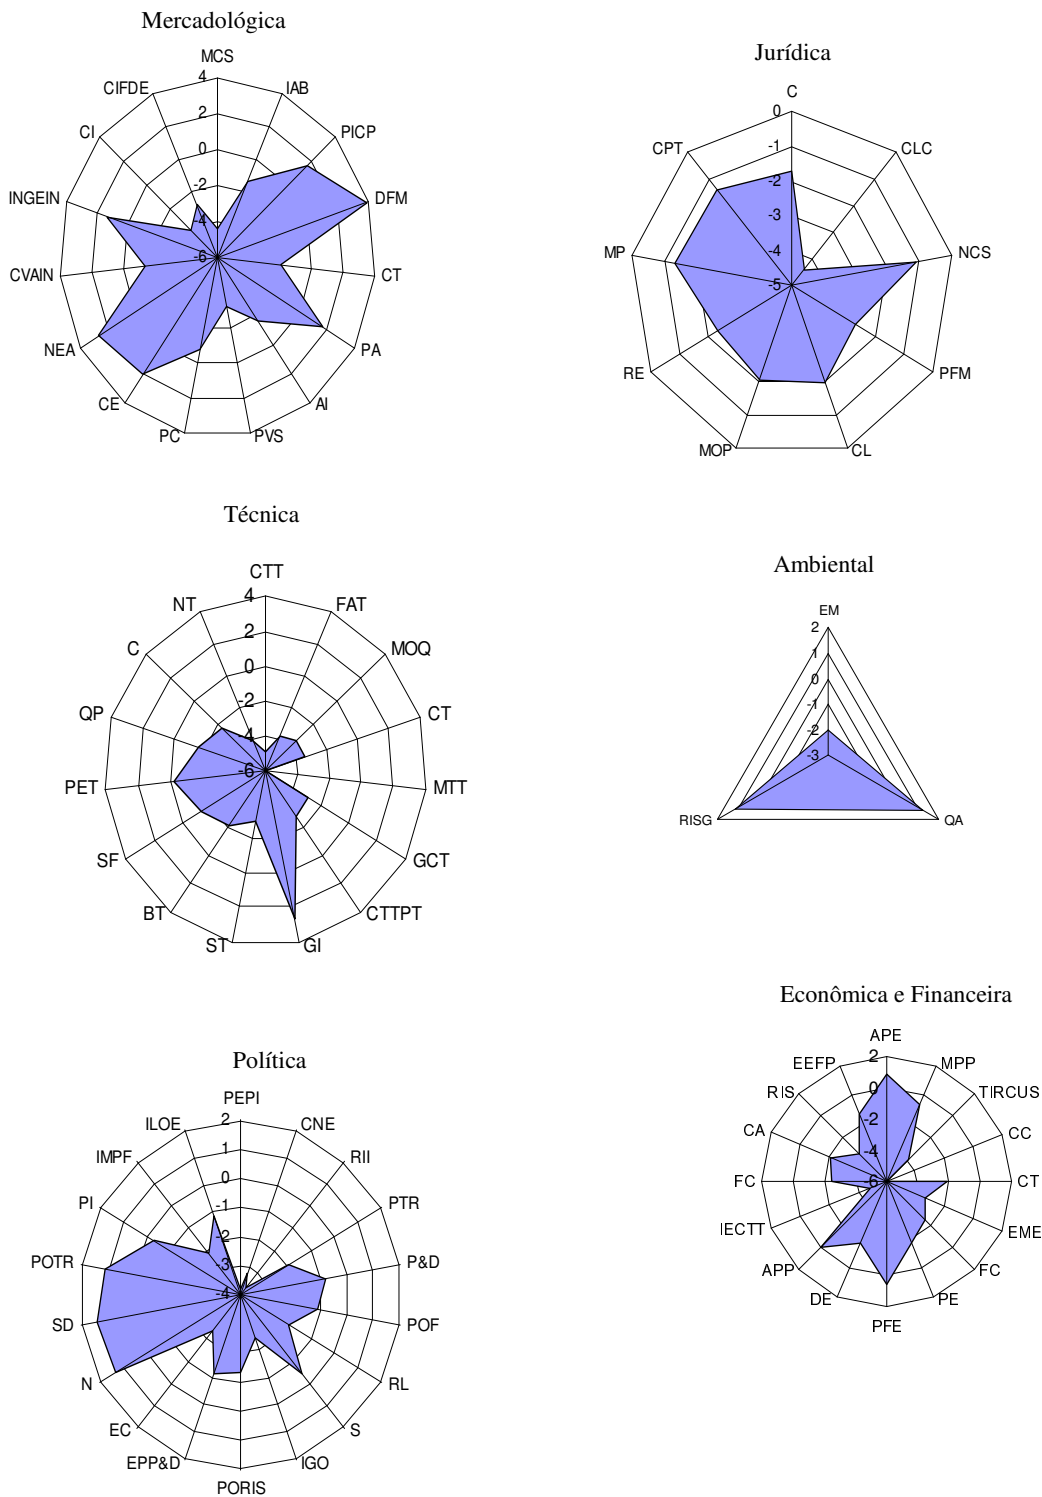 Mercadológica
MCS
IAB
PICP
DFM
CT
PA
AI
PVS
PC
CE
NEA
CVAIN
INGEIN
CI
CIFDE
4
2
0
-2
-4
-6
Jurídica
C
CLC
NCS
PFM
CL
MOP
RE
MP
CPT
0
-1
-2
-3
-4
-5
Técnica
CTT
FAT
MOQ
CT
MTT
GCT
CTTPT
GI
ST
BT
SF
PET
QP
C
NT
4
2
0
-2
-4
-6
Ambiental
EM
QA
RISG
2
1
0
-1
-2
-3
Política
PEPI
CNE
RII
PTR
P&D
POF
RL
S
IGO
PORIS
EPP&D
EC
N
SD
POTR
PI
IMPF
ILOE
2
1
0
-1
-2
-3
-4
Econômica e Financeira
APE
MPP
TIRCUS
CC
CT
EME
FC
PE
PFE
DE
APP
IECTT
FC
CA
RIS
EEFP
2
0
-2
-4
-6